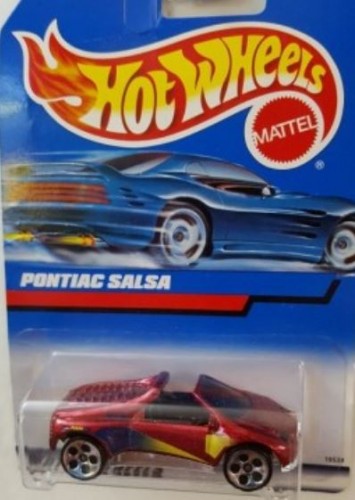 HOT WHEELS
MATTEL
®
PONTIAC SALSA